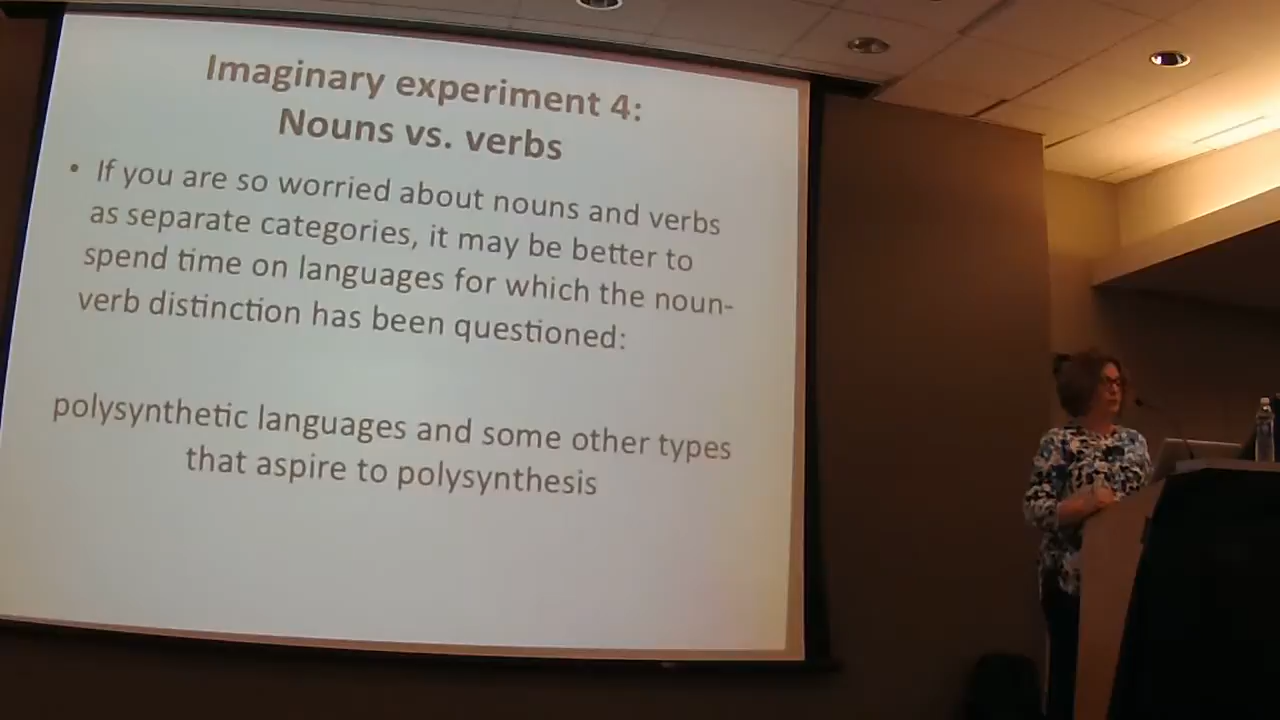 Imaginary experiment 4:
Nouns vs. verbs
• If you are so worried about nouns and verbs
as separate categories, it may be better to
spend time on languages for which the noun-
verb distinction has been questioned:
polysynthetic languages and some other types
that aspire to polysynthesis